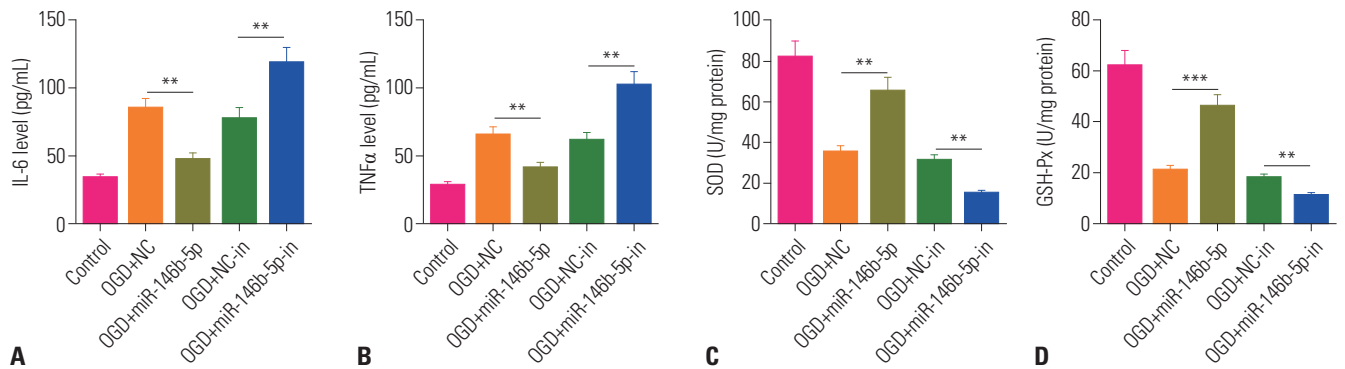 IL-6 level (pg/mL)
150
100
50
0
**
**
Control
OGD+NC
OGD+miR-146b-5p
OGD+NC-in
OGD+miR-146b-5p-in
A
TNFα level (pg/mL)
150
100
50
0
**
**
Control
OGD+NC
OGD+miR-146b-5p
OGD+NC-in
OGD+miR-146b-5p-in
B
SOD (U/mg protein)
100
80
60
40
20
0
**
**
Control
OGD+NC
OGD+miR-146b-5p
OGD+NC-in
OGD+miR-146b-5p-in
C
GSH-Px (U/mg protein)
80
60
40
20
0
***
**
Control
OGD+NC
OGD+miR-146b-5p
OGD+NC-in
OGD+miR-146b-5p-in
D